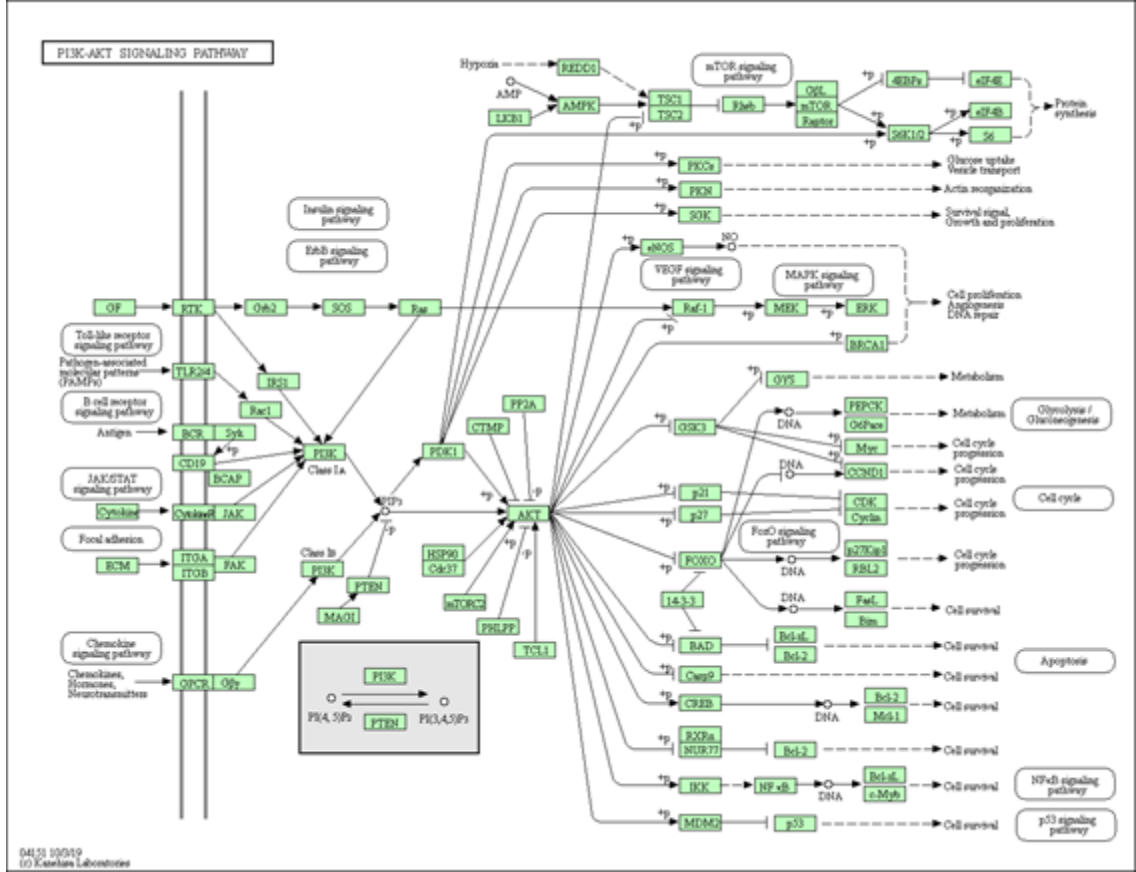 PI3K-AKT SIGNALING PATHWAY
Hypoxia
REDD1
AMP
AMPK
LKB1
TSC1
TSC2
+p
Rheb
mTOR signaling
pathway
GβL
mTOR
Raptor
+p
4EBPs
eIF4E
eIF4B
S6K1/2
+p
+p
S6
Protein
synthesis
+p
PKCs
Glucose uptake
Vesicle transport
+p
PKN
Actin reorganization
+p
SGK
Survival signal,
Growth and proliferation
Insulin signaling
pathway
ErbB signaling
pathway
+p
eNOS
NO
VEGF signaling
pathway
MAPK signaling
pathway
GF
RTK
Grb2
SOS
Ras
Raf-1
+p
MEK
+p
ERK
+p
+p
BRCA1
Cell proliferation
Angiogenesis
DNA repair
Toll-like receptor
signaling pathway
Pathogen-associated
molecular patterns
(PAMPs)
TLR2/4
IRS1
Rac1
B cell receptor
signaling pathway
Antigen
BCR
Syk
+p
CD19
BCAP
PI3K
Class IA
JAK/STAT
signaling pathway
Cytokine
CytokineR
JAK
Focal adhesion
ECM
ITGA
ITGB
FAK
Chemokine
signaling pathway
Chemokines,
Hormones,
Neurotransmitters
GPCR
Gβγ
Class IB
PI3K
PTEN
MAGI
PIP3
-p
PDK1
CTMP
PP2A
+p
-p
AKT
HSP90
Cdc37
+p
-p
mTORC2
PHLPP
TCL1
PI3K
PI(4,5)P2
PI(3,4,5)P3
PTEN
+p
GYS
Metabolism
+p
GSK3
DNA
PEPCK
G6Pase
Metabolism
Glycolysis /
Gluconeogenesis
+p
Myc
Cell cycle
progression
DNA
+p
CCND1
Cell cycle
progression
+p
p21
+p
p27
CDK
Cyclin
Cell cycle
progression
Cell cycle
FoxO signaling
pathway
+p
FOXO
DNA
p27Kip1
RBL2
Cell cycle
progression
14-3-3
DNA
FasL
Bim
Cell survival
+p
BAD
Bcl-xL
Bcl-2
Cell survival
Apoptosis
+p
Casp9
Cell survival
+p
CREB
DNA
Bcl-2
Mcl-1
Cell survival
+p
RXRα
NUR77
Bcl-2
Cell survival
+p
IKK
NFκB
DNA
Bcl-xL
c-Myb
Cell survival
NFκB signaling
pathway
+p
MDM2
p53
Cell survival
p53 signaling
pathway
04151 10/3/19
(c) Kanehisa Laboratories